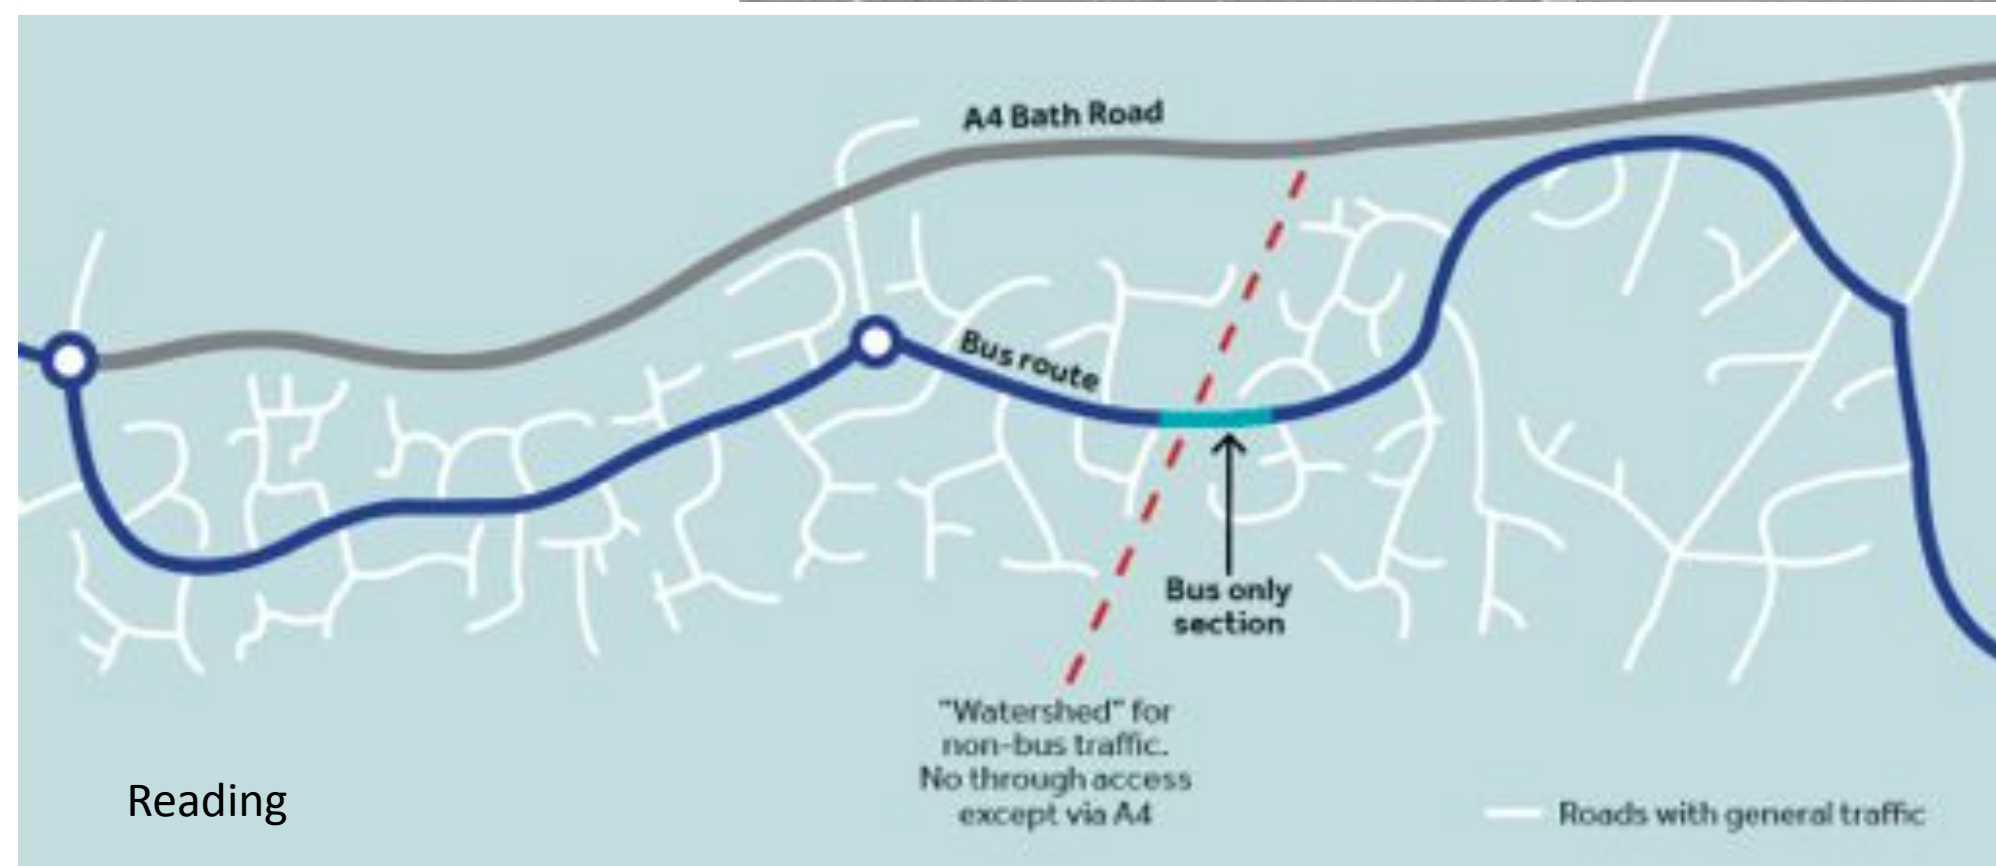 A4 Bath Road
Bus route
Bus only
section
"Watershed" for
non-bus traffic.
No through access
except via A4
Reading
Roads with general traffic